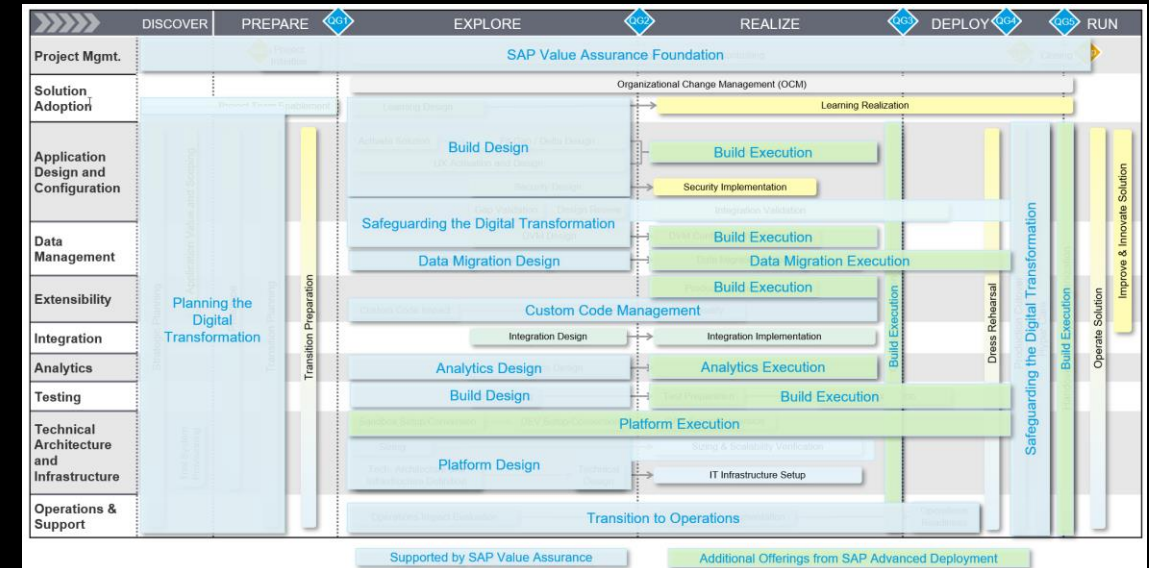 DISCOVER PREPARE QG1 EXPLORE QG2 REALIZE QG3 DEPLOY QG4 QG5 RUN
Project Mgmt.
SAP Value Assurance Foundation
Solution
Adoption
Organizational Change Management (OCM)
Learning Design
Learning Realization
Application
Design and
Configuration
Build Design
Build Execution
Security Design
Security Implementation
Safeguarding the Digital Transformation
Integration Validation
Data
Management
Build Execution
Data Migration Design
Data Migration Execution
Extensibility
Build Execution
Custom Code Management
Planning the
Digital
Transformation
Transition Preparation
Integration
Integration Design
Integration Implementation
Analytics
Analytics Design
Analytics Execution
Testing
Build Design
Build Execution
Technical
Architecture
and
Infrastructure
Platform Execution
Sizing & Scalability Verification
Platform Design
IT Infrastructure Setup
Operations &
Support
Transition to Operations
Build Execution
Dress Rehearsal
Safeguarding the Digital Transformation
Build Execution
Operate Solution
Improve & Innovate Solution
Supported by SAP Value Assurance
Additional Offerings from SAP Advanced Deployment